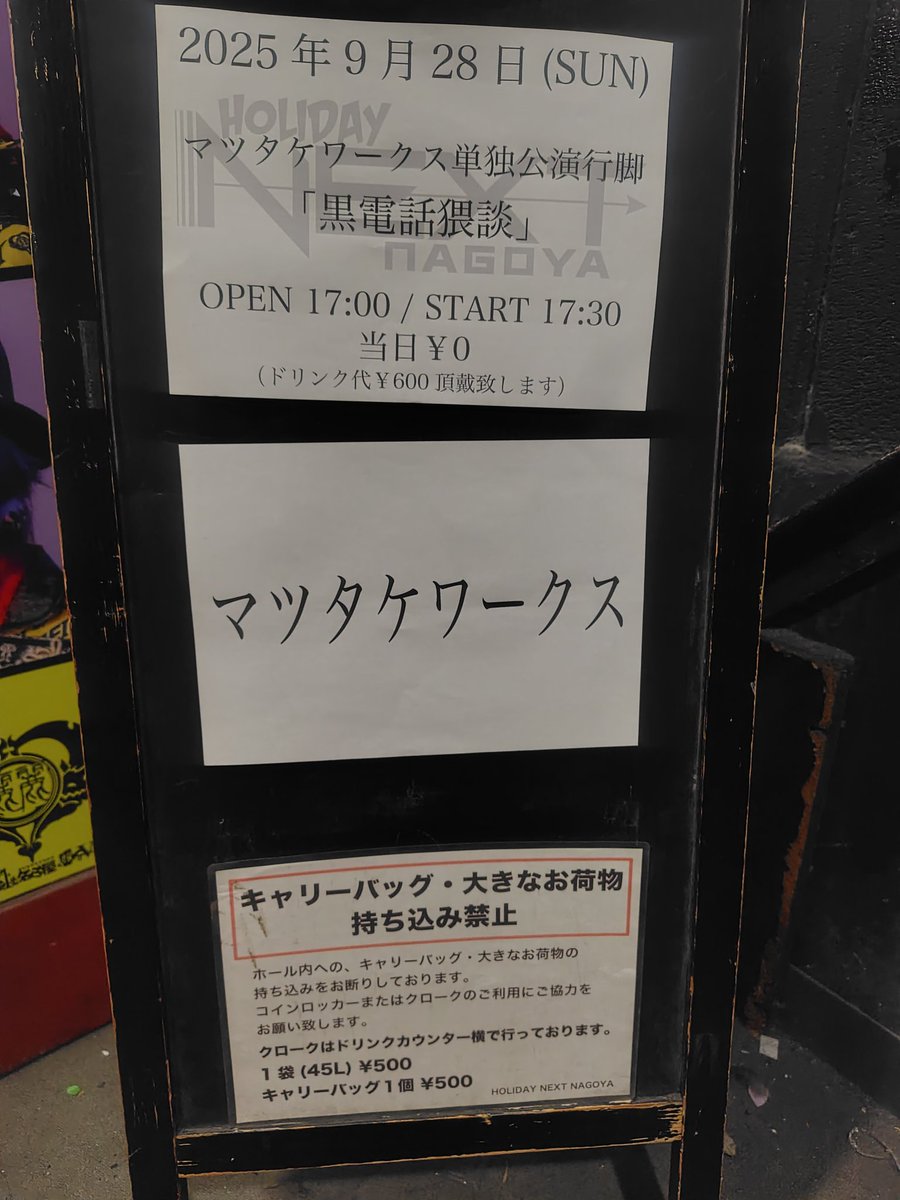 2025年9月28日(SUN)
HOLIDAY
NEXT
NAGOYA
マツタケワークス単独公演行脚
「黒電話猥談」
OPEN 17:00 / START 17:30
当日￥0
(ドリンク代￥600頂戴致します)
マツタケワークス
キャリーバッグ・大きなお荷物
持ち込み禁止
ホール内への、キャリーバッグ・大きなお荷物の
持ち込みをお断りしております。
コインロッカーまたはクロークのご利用にご協力を
お願い致します。
クロークはドリンクカウンター横で行っております。
1袋(45L) ¥500
キャリーバッグ1個 ¥500
HOLIDAY NEXT NAGOYA